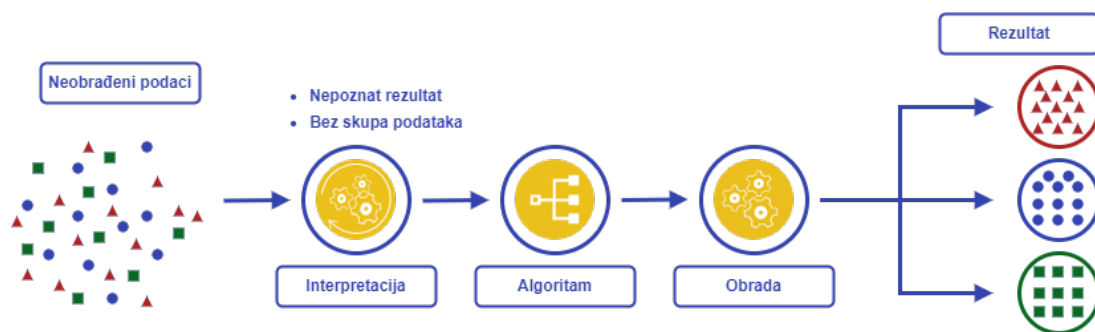 Neobrađeni podaci
Nepoznat rezultat
Bez skupa podataka
Interpretacija
Algoritam
Obrada
Rezultat